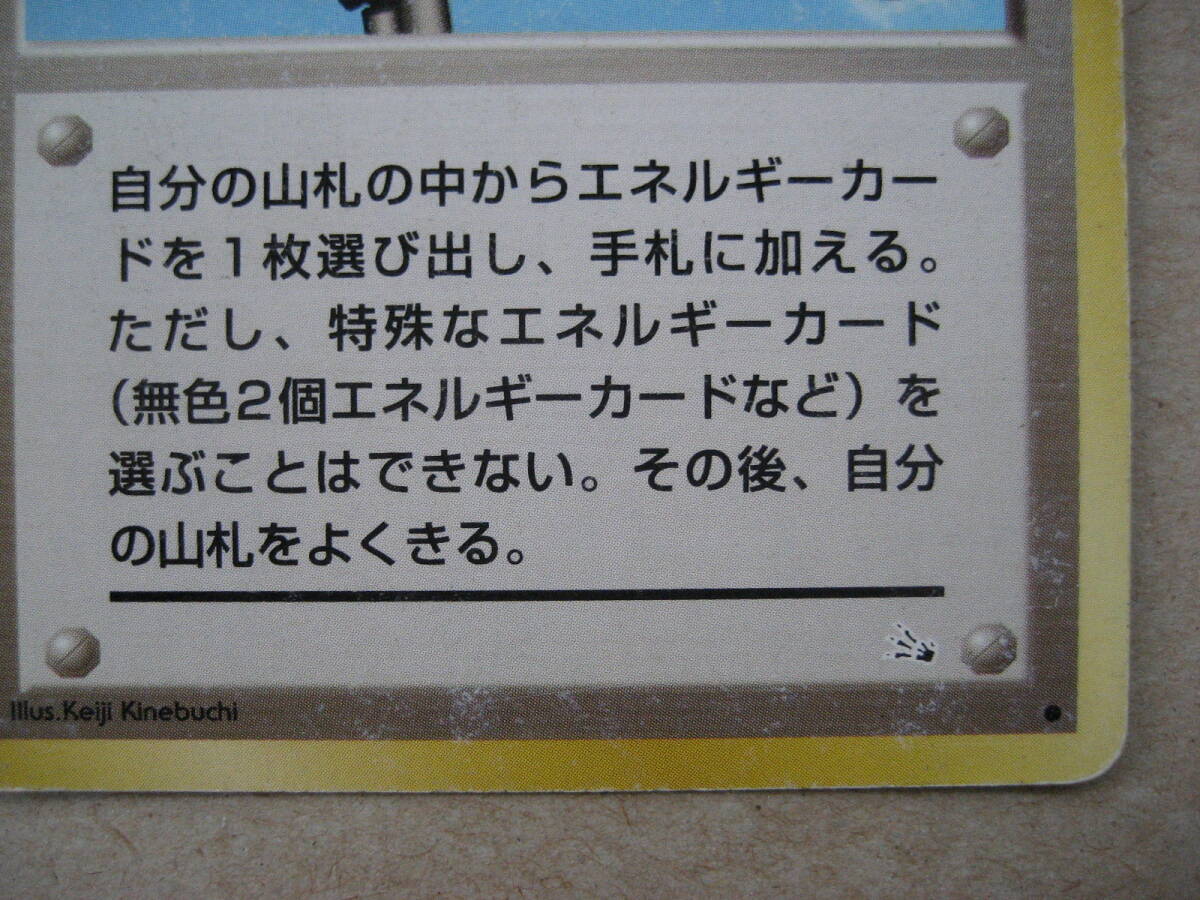 自分の山札の中からエネルギーカー
ドを1枚選び出し、手札に加える。
ただし、特殊なエネルギーカード
(無色2個エネルギーカードなど)を
選ぶことはできない。その後、自分
の山札をよくきる。
Illus.Keiji Kinebuchi